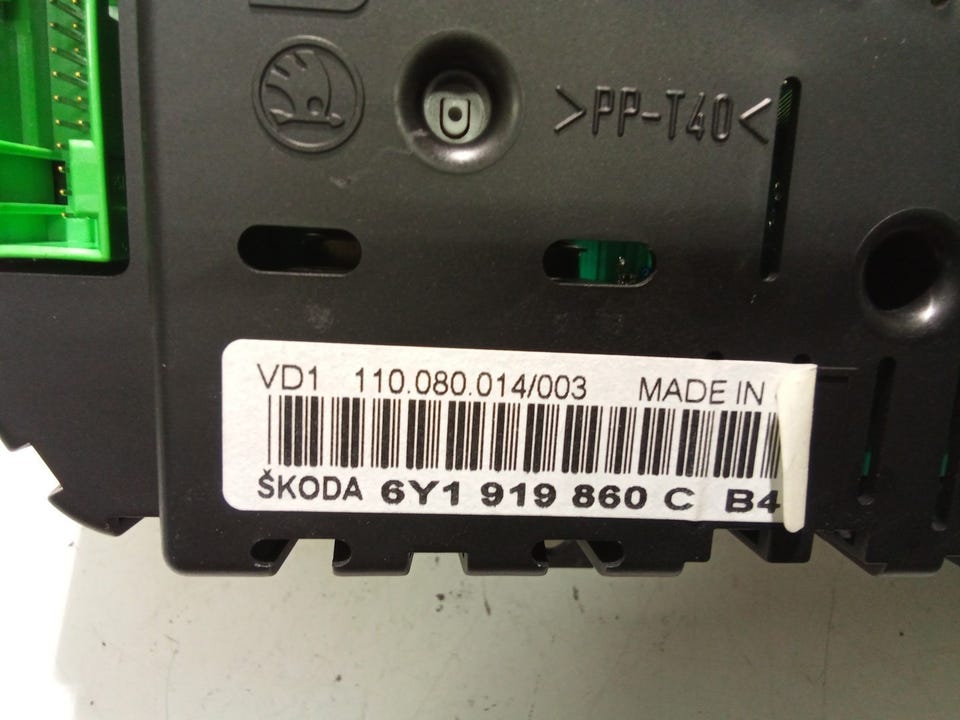 >PP-T40<
VD1 110.080.014/003 MADE IN
ŠKODA 6Y1 919 860 C B4